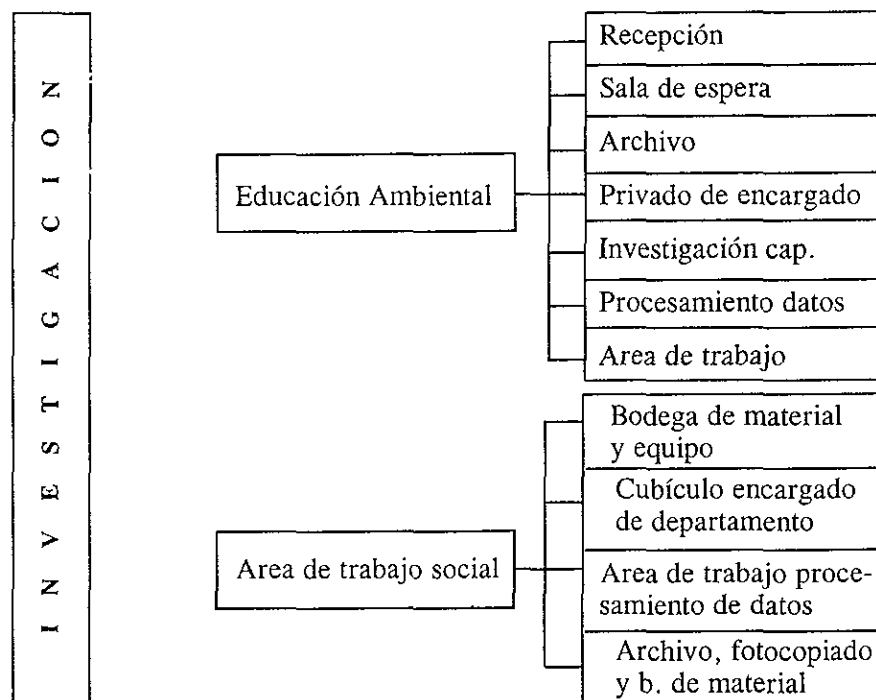 INVESTIGACION
Educación Ambiental
Recepción
Sala de espera
Archivo
Privado de encargado
Investigación cap.
Procesamiento datos
Area de trabajo
Area de trabajo social
Bodega de material
y equipo
Cubículo encargado
de departamento
Area de trabajo proce-
samiento de datos
Archivo, fotocopiado
y b. de material